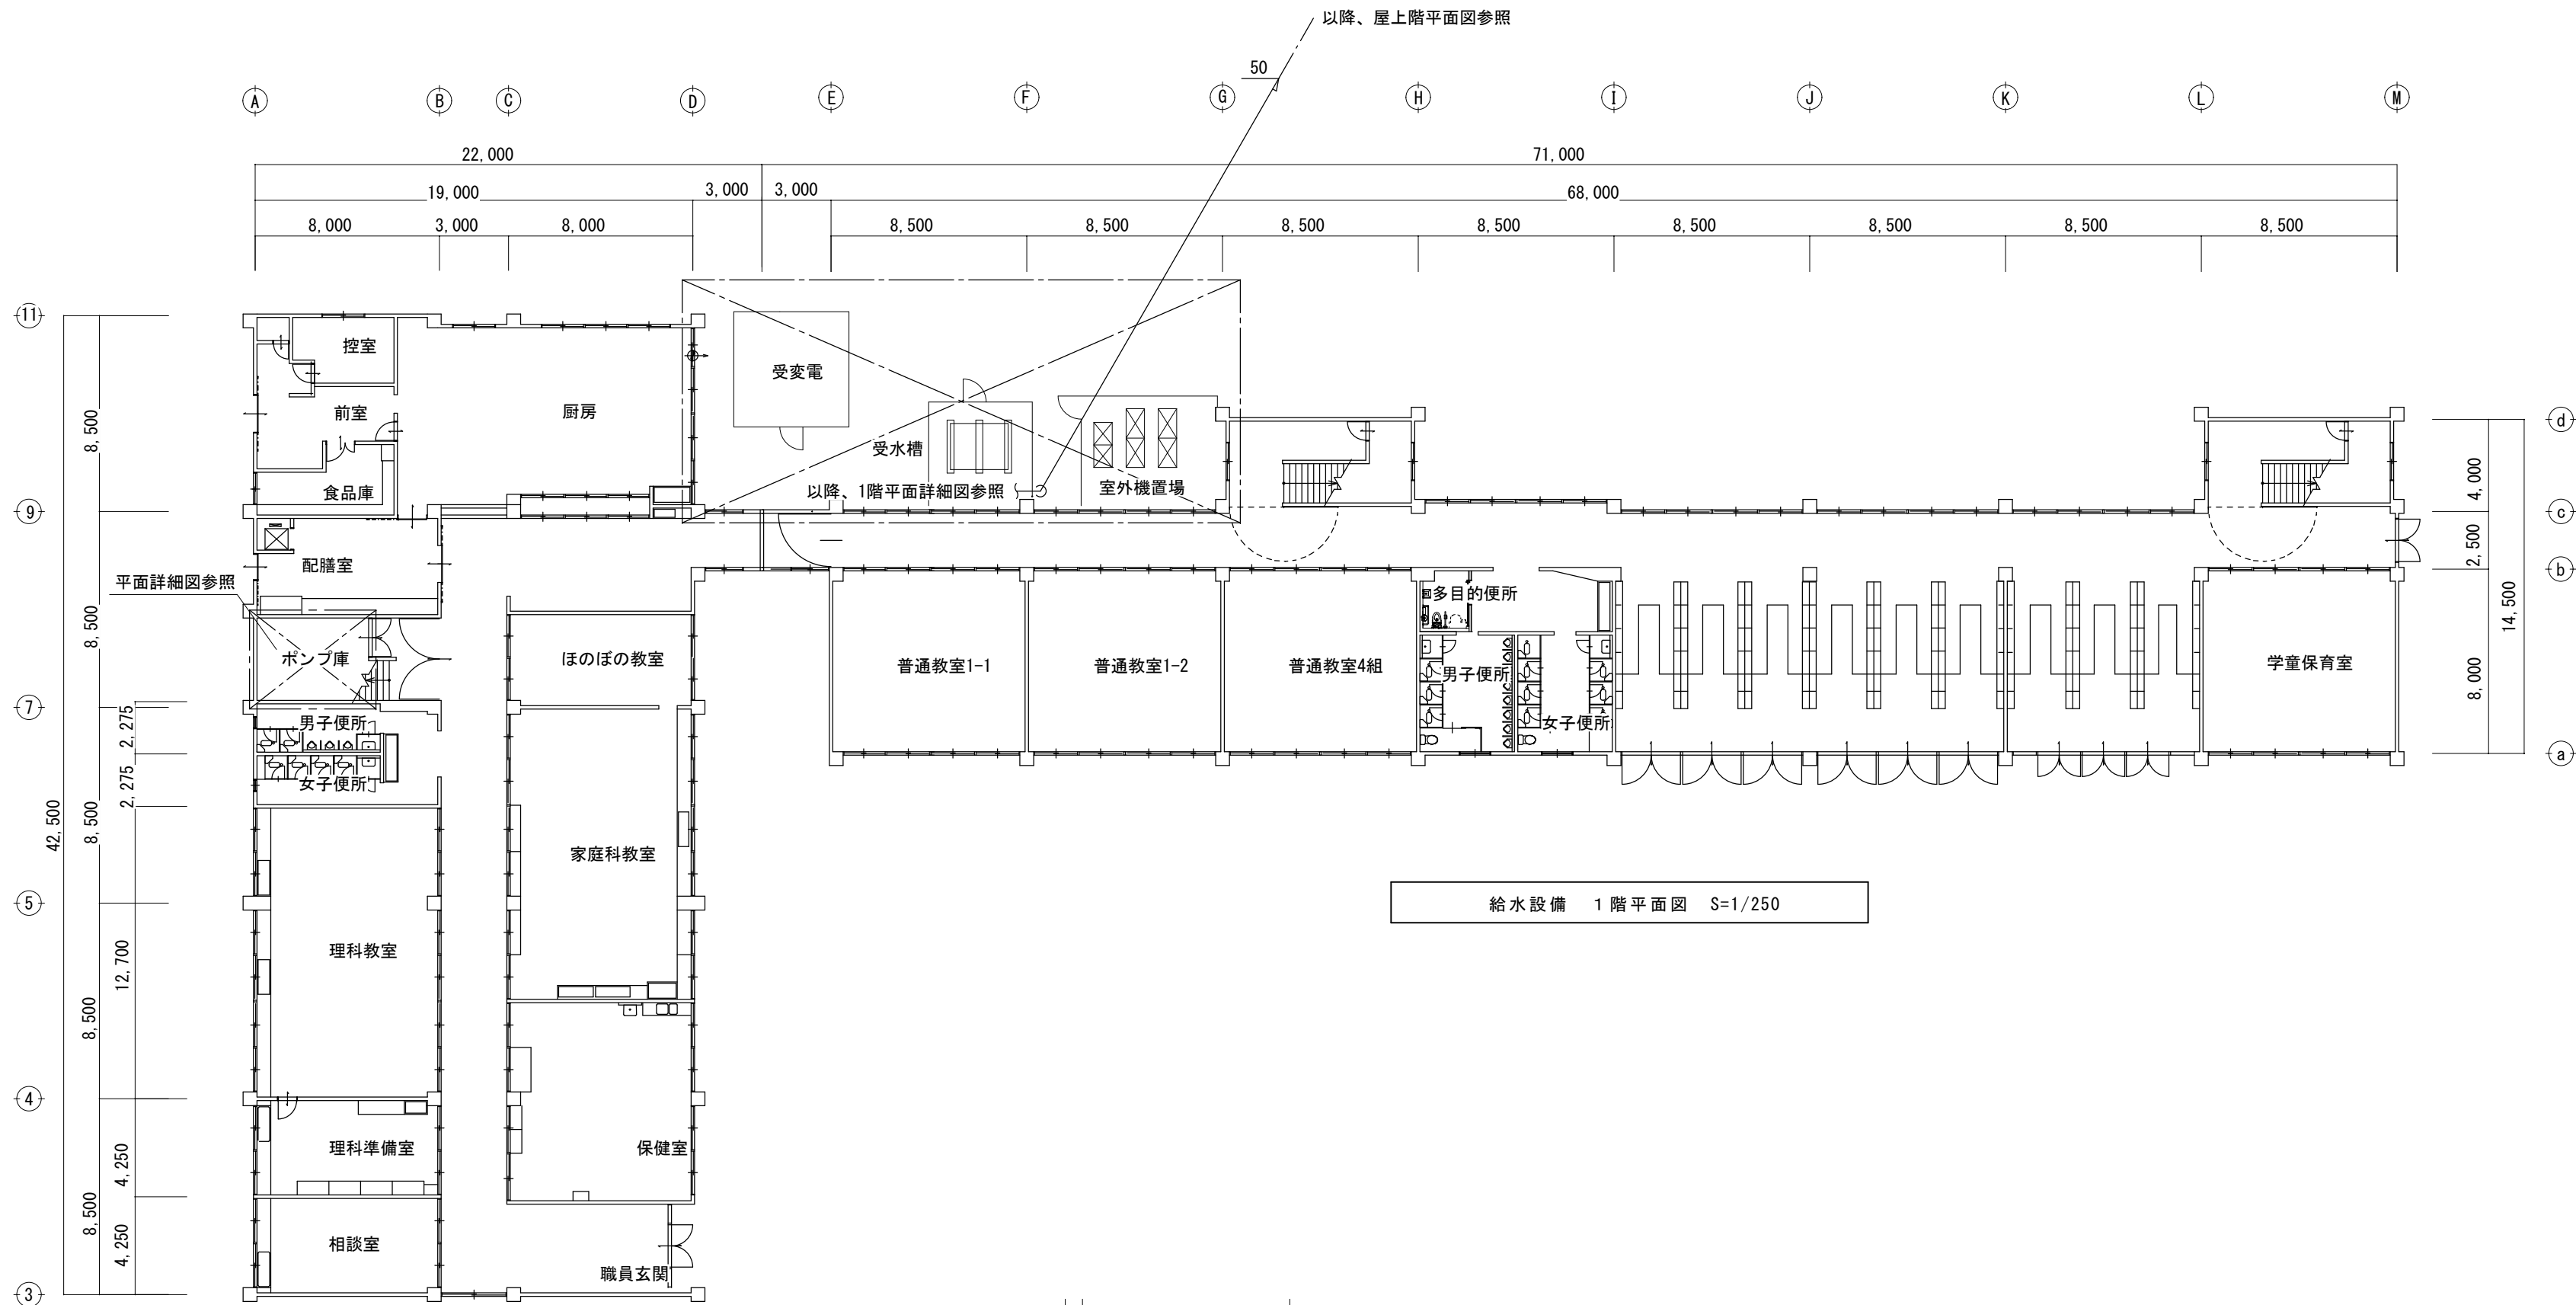 以降、屋上階平面図参照
50
A
B
C
D
E
F
G
H
I
J
K
L
M
22,000
71,000
19,000
3,000
3,000
68,000
8,000
3,000
8,000
8,500
8,500
8,500
8,500
8,500
8,500
8,500
8,500
11
9
7
5
4
3
d
c
b
a
42,500
8,500
8,500
8,500
8,500
8,500
2,275
2,275
12,700
4,250
4,250
4,000
2,500
8,000
14,500
控室
前室
厨房
食品庫
受変電
受水槽
以降、1階平面詳細図参照
室外機置場
配膳室
平面詳細図参照
ポンプ庫
ほのぼの教室
普通教室1-1
普通教室1-2
普通教室4組
多目的便所
男子便所
女子便所
学童保育室
男子便所
女子便所
家庭科教室
理科教室
理科準備室
保健室
相談室
職員玄関
給水設備 1階平面図 S=1/250